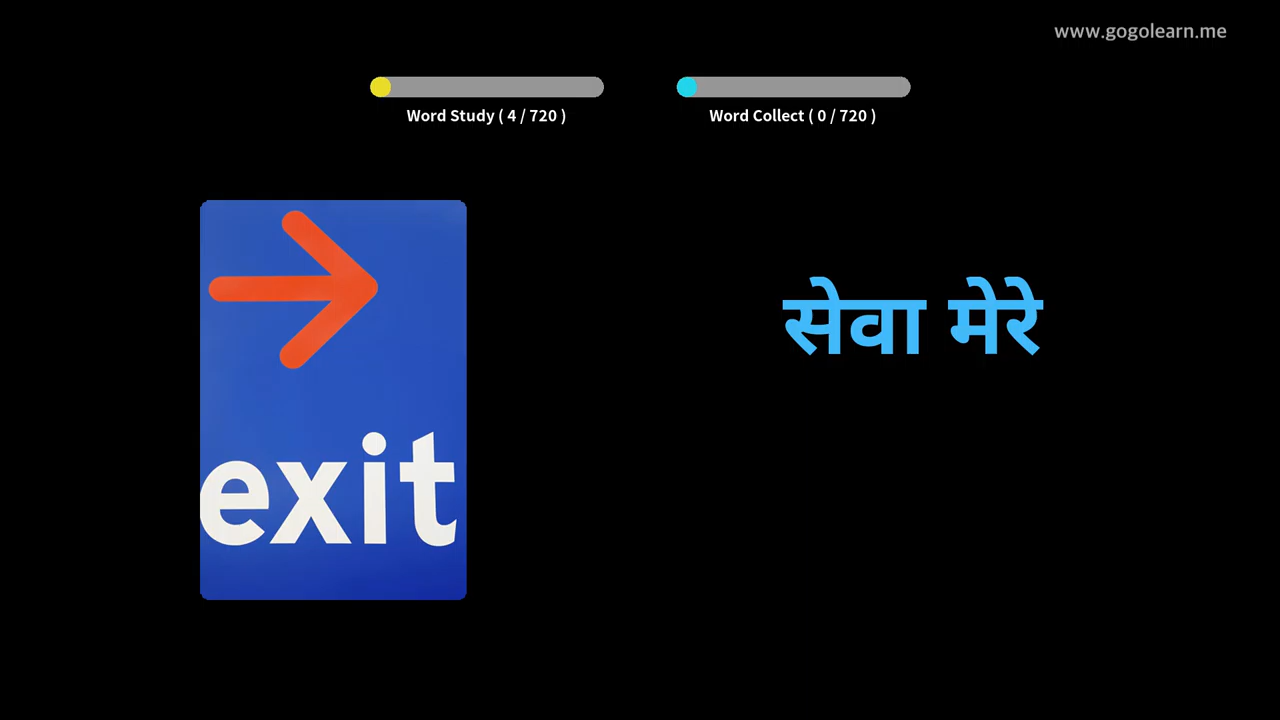 www.gogolearn.me
Word Study ( 4 / 720 )
Word Collect ( 0 / 720 )
सेवा मेरे
exit